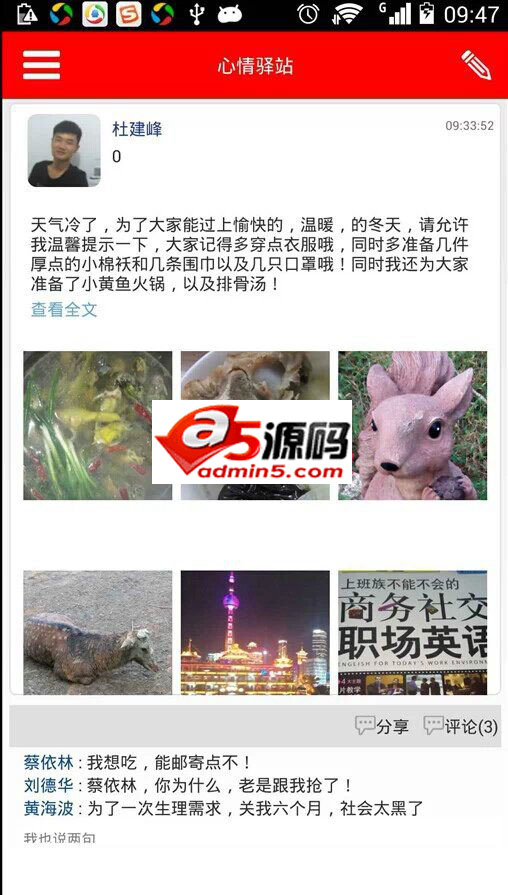 G 09:47
心情驿站
杜建峰
09:33:52
0
天气冷了，为了大家能过上愉快的，温暖，的冬天，请允许
我温馨提示一下，大家记得多穿点衣服哦，同时多准备几件
厚点的小棉袄和几条围巾以及几只口罩哦！同时我还为大家
准备了小黄鱼火锅，以及排骨汤！
查看全文
a5源码
admin5.com
上班族不能不会的
商务社交
职场英语
ENGLISH FOR TODAY'S WORK ENVIRONM
分享
评论(3)
蔡依林 : 我想吃，能邮寄点不！
刘德华 : 蔡依林，你为什么，老是跟我抢了！
黄海波 : 为了一次生理需求，关我六个月，社会太黑了
我也说两句